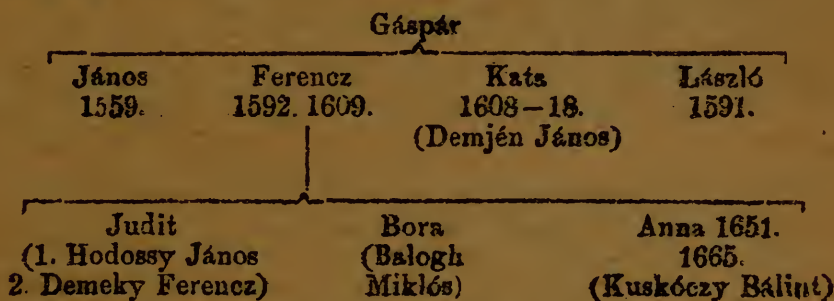 Gáspár
János Ferencz Kata László
1559. 1592. 1609. 1608–18. 1591.
(Demjén János)
Judit Bora Anna 1651.
(1. Hodossy János (Balogh 1665.
2. Demeky Ferencz) Miklós) (Kuskóczy Bálint)